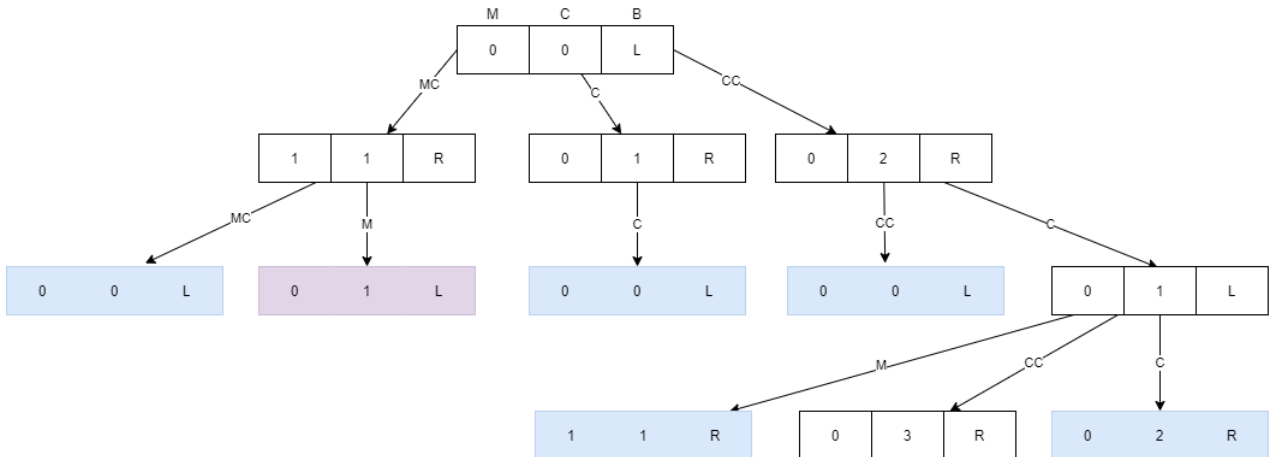 M C B
0 0 L
MC C CC
1 1 R 0 1 R 0 2 R
MC M C CC C
0 0 L 0 1 L 0 0 L 0 0 L 0 1 L
M CC C
1 1 R 0 3 R 0 2 R